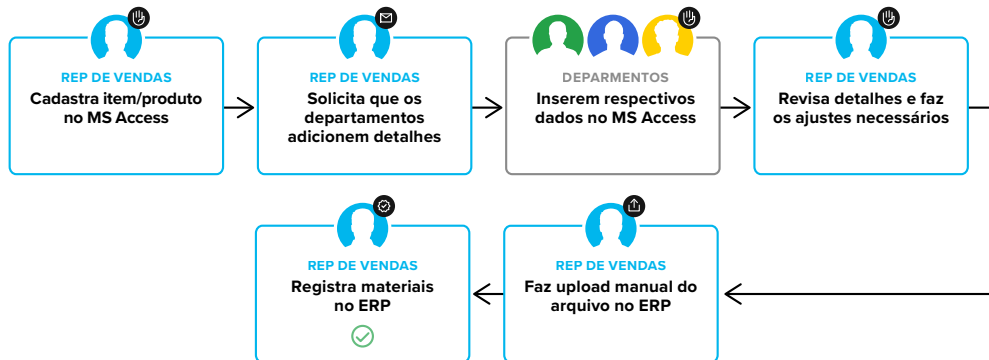 REP DE VENDAS
Cadastra item/produto
no MS Access
REP DE VENDAS
Solicita que os
departamentos
adicionem detalhes
DEPARMENTOS
Inserem respectivos
dados no MS Access
REP DE VENDAS
Revisa detalhes e faz
os ajustes necessários
REP DE VENDAS
Registra materiais
no ERP
REP DE VENDAS
Faz upload manual do
arquivo no ERP